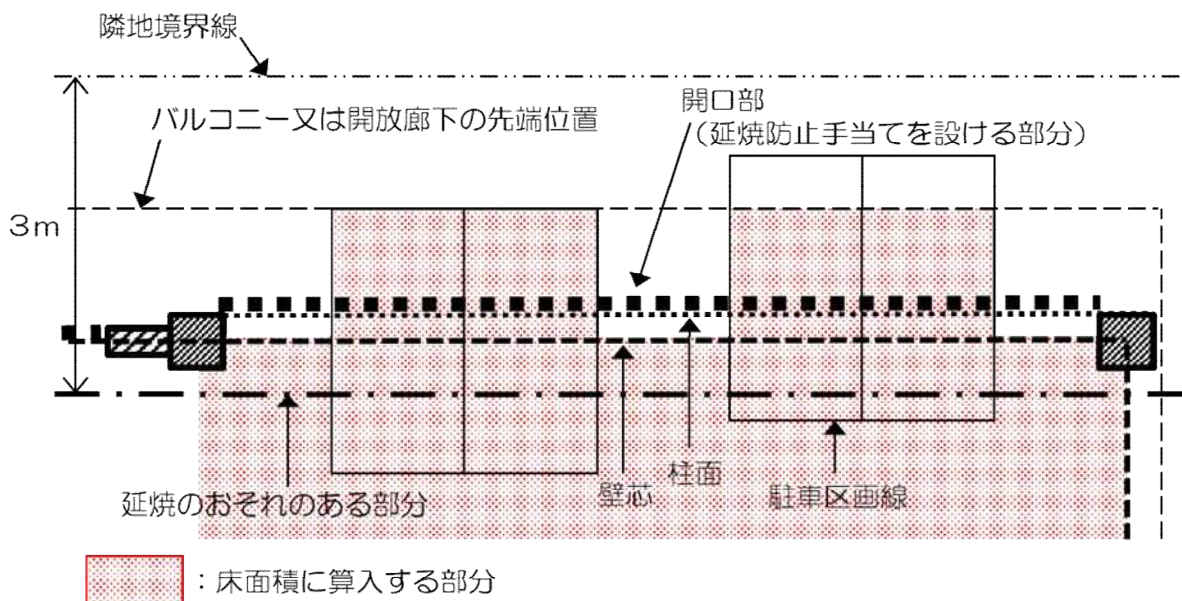 隣地境界線
バルコニー又は開放廊下の先端位置
開口部
（延焼防止手当てを設ける部分）
3m
延焼のおそれのある部分
壁芯
柱面
駐車区画線
：床面積に算入する部分